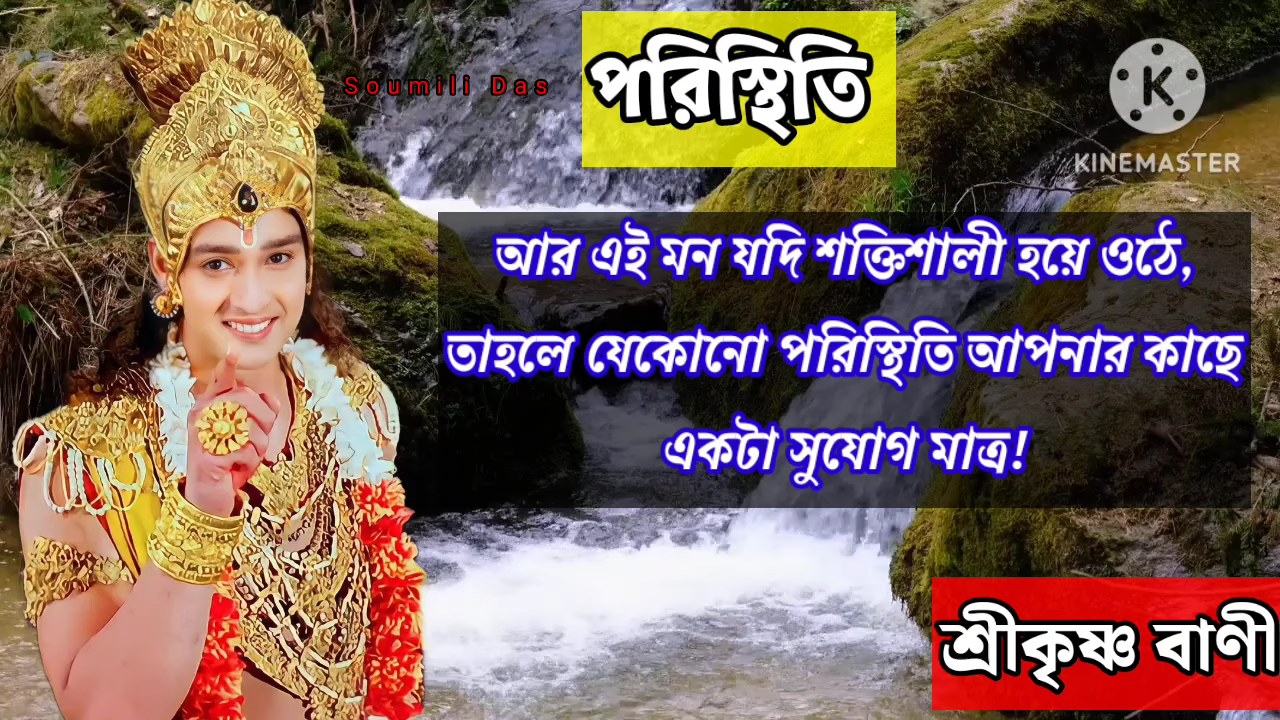 পরিস্থিতি
Soumili Das
KINEMASTER
আর এই মন যদি শক্তিশালী হয়ে ওঠে,
তাহলে যেকোনো পরিস্থিতি আপনার কাছে
একটা সুযোগ মাত্র!
শ্রীকৃষ্ণ বাণী